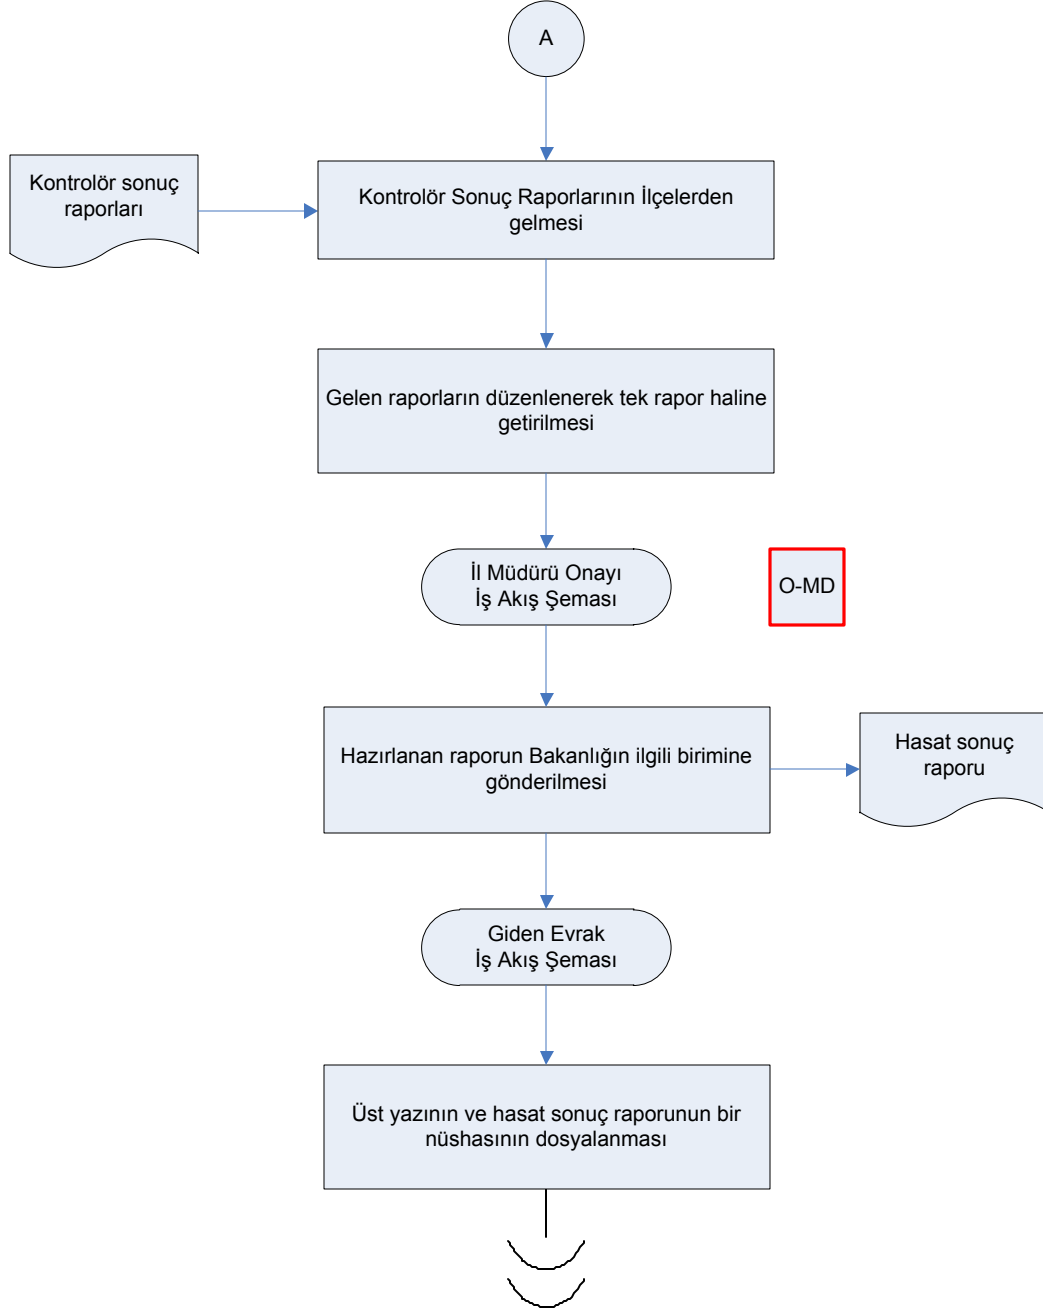 A
Kontrolör sonuç
raporları
Kontrolör Sonuç Raporlarının İlçelerden
gelmesi
Gelen raporların düzenlenerek tek rapor haline
getirilmesi
İl Müdürü Onayı
İş Akış Şeması
O-MD
Hazırlanan raporun Bakanlığın ilgili birimine
gönderilmesi
Hasat sonuç
raporu
Giden Evrak
İş Akış Şeması
Üst yazının ve hasat sonuç raporunun bir
nüshasının dosyalanması